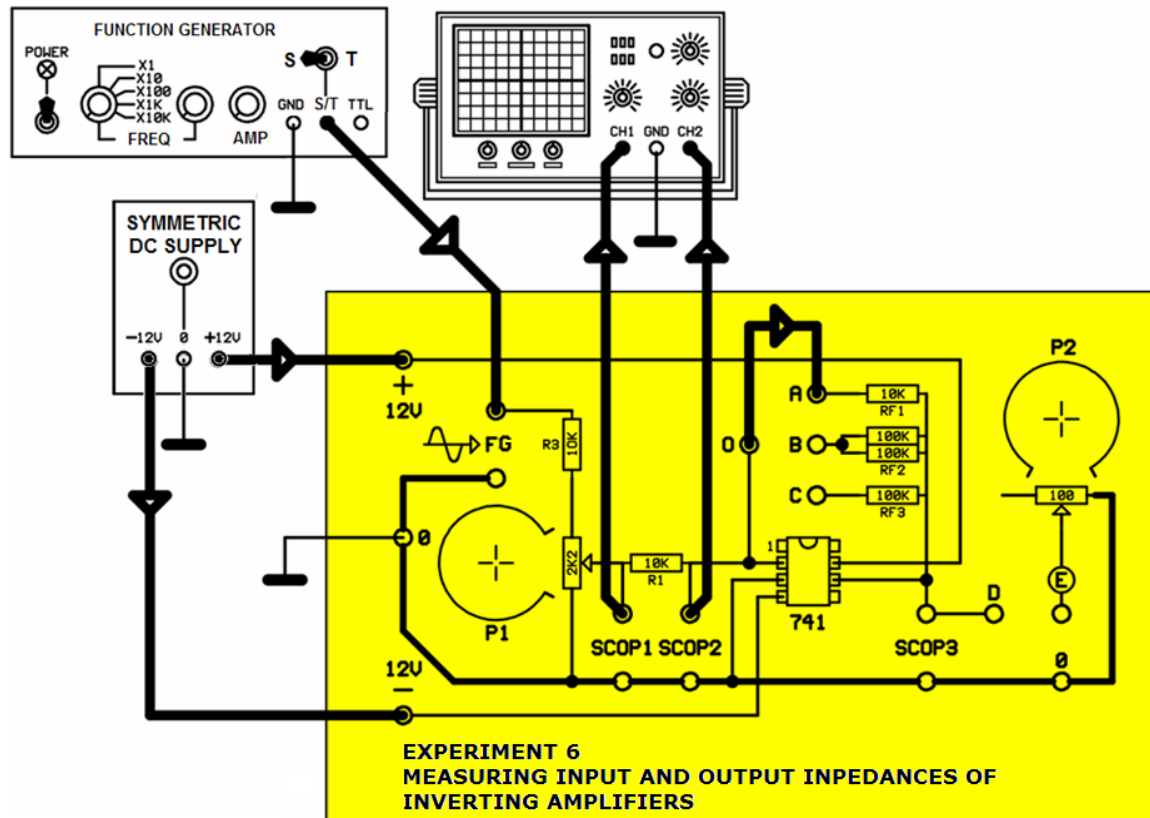 FUNCTION GENERATOR
POWER
S T
X1
X10
X100
X1K
X10K
FREQ
AMP
GND S/T TTL
CH1 GND CH2
SYMMETRIC
DC SUPPLY
-12V 0 +12V
+
12V
FG
R3
10K
0
2K2
P1
10K
R1
12V
-
O
A
10K
RF1
B
100K
100K
RF2
C
100K
RF3
1
741
P2
100
E
D
SCOP1 SCOP2
SCOP3
0
EXPERIMENT 6
MEASURING INPUT AND OUTPUT INPEDANCES OF
INVERTING AMPLIFIERS